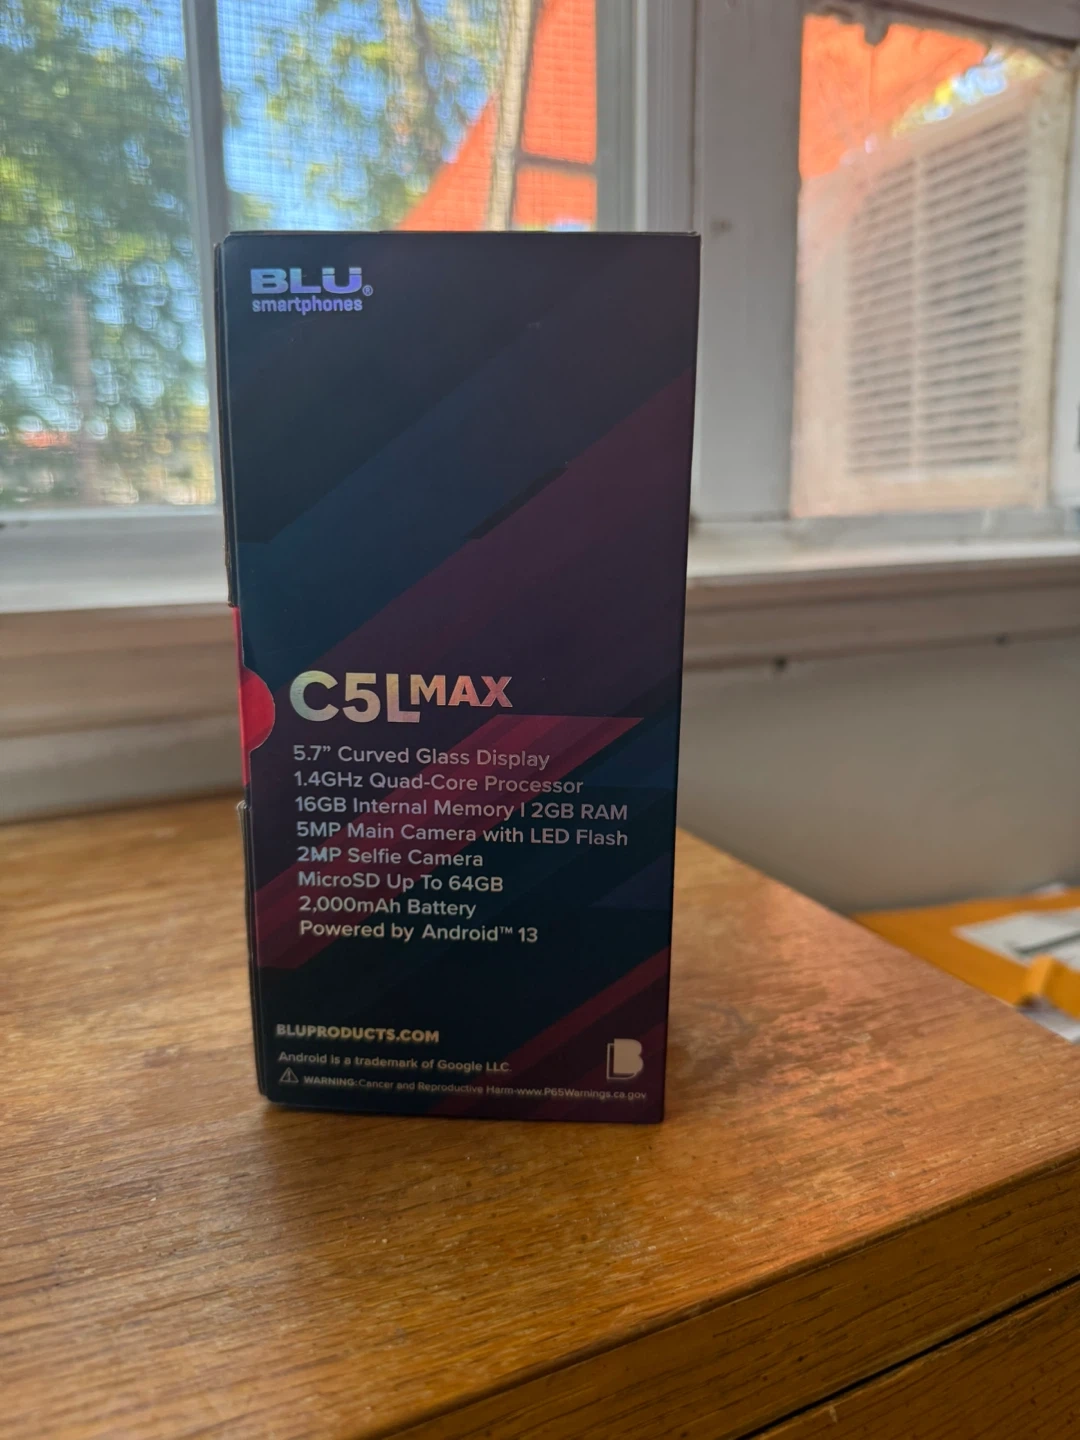 BLU®
smartphones
C5LMAX
5.7” Curved Glass Display
1.4GHz Quad-Core Processor
16GB Internal Memory | 2GB RAM
5MP Main Camera with LED Flash
2MP Selfie Camera
MicroSD Up To 64GB
2,000mAh Battery
Powered by Android™ 13
BLUPRODUCTS.COM
Android is a trademark of Google LLC.
WARNING: Cancer and Reproductive Harm-www.P65Warnings.ca.gov
B